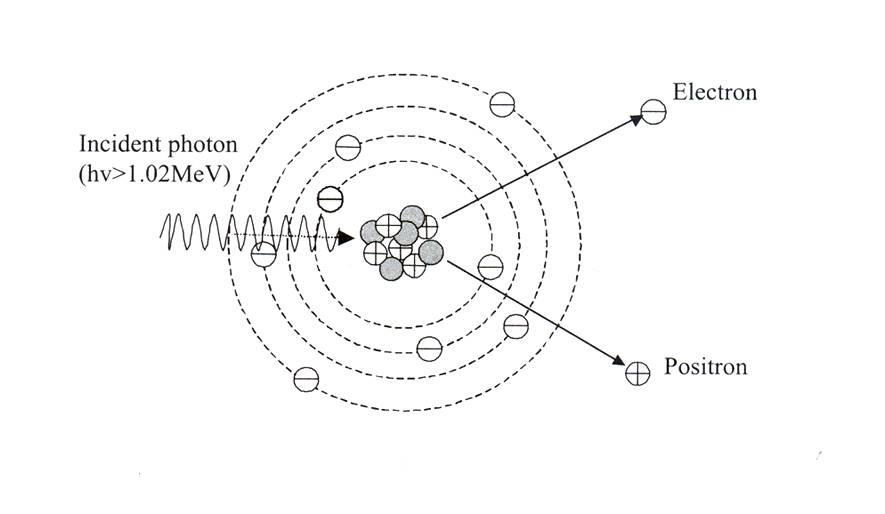 Electron
Incident photon
(hv>1.02MeV)
Positron